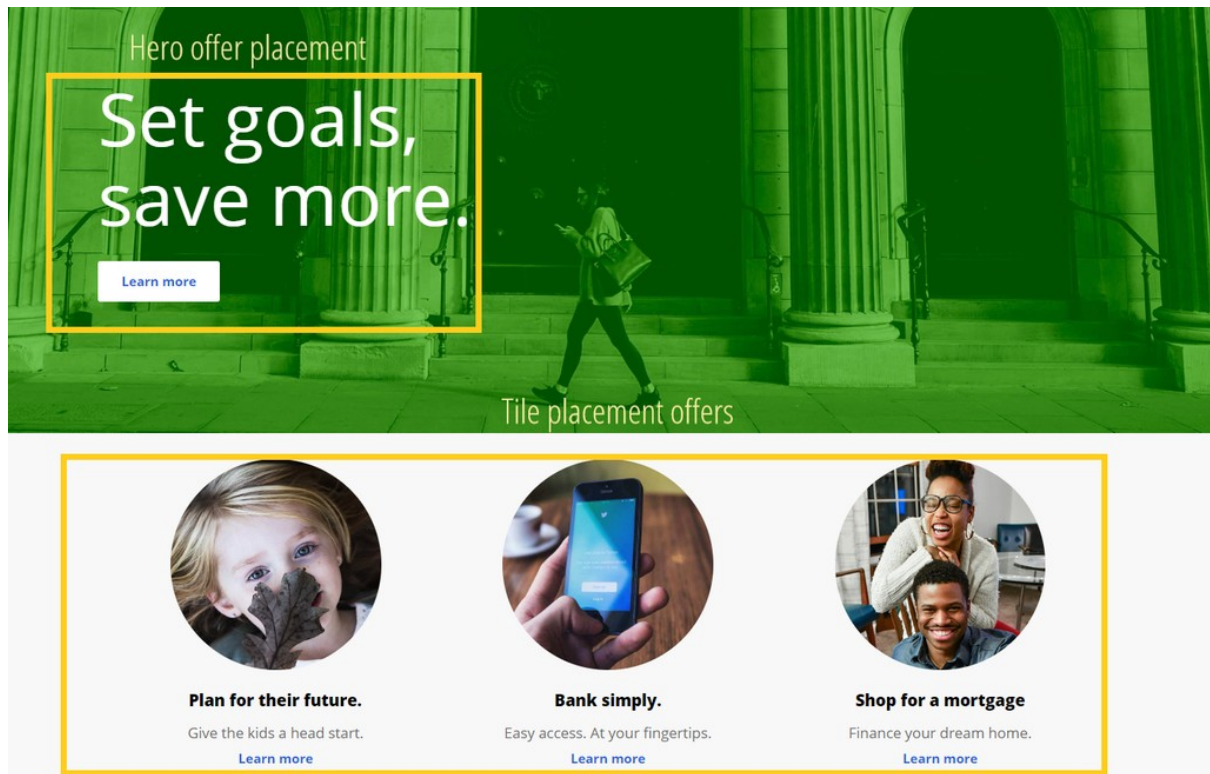 Hero offer placement
Set goals,
save more.
Learn more
Tile placement offers
Plan for their future.
Give the kids a head start.
Learn more
Bank simply.
Easy access. At your fingertips.
Learn more
Shop for a mortgage
Finance your dream home.
Learn more